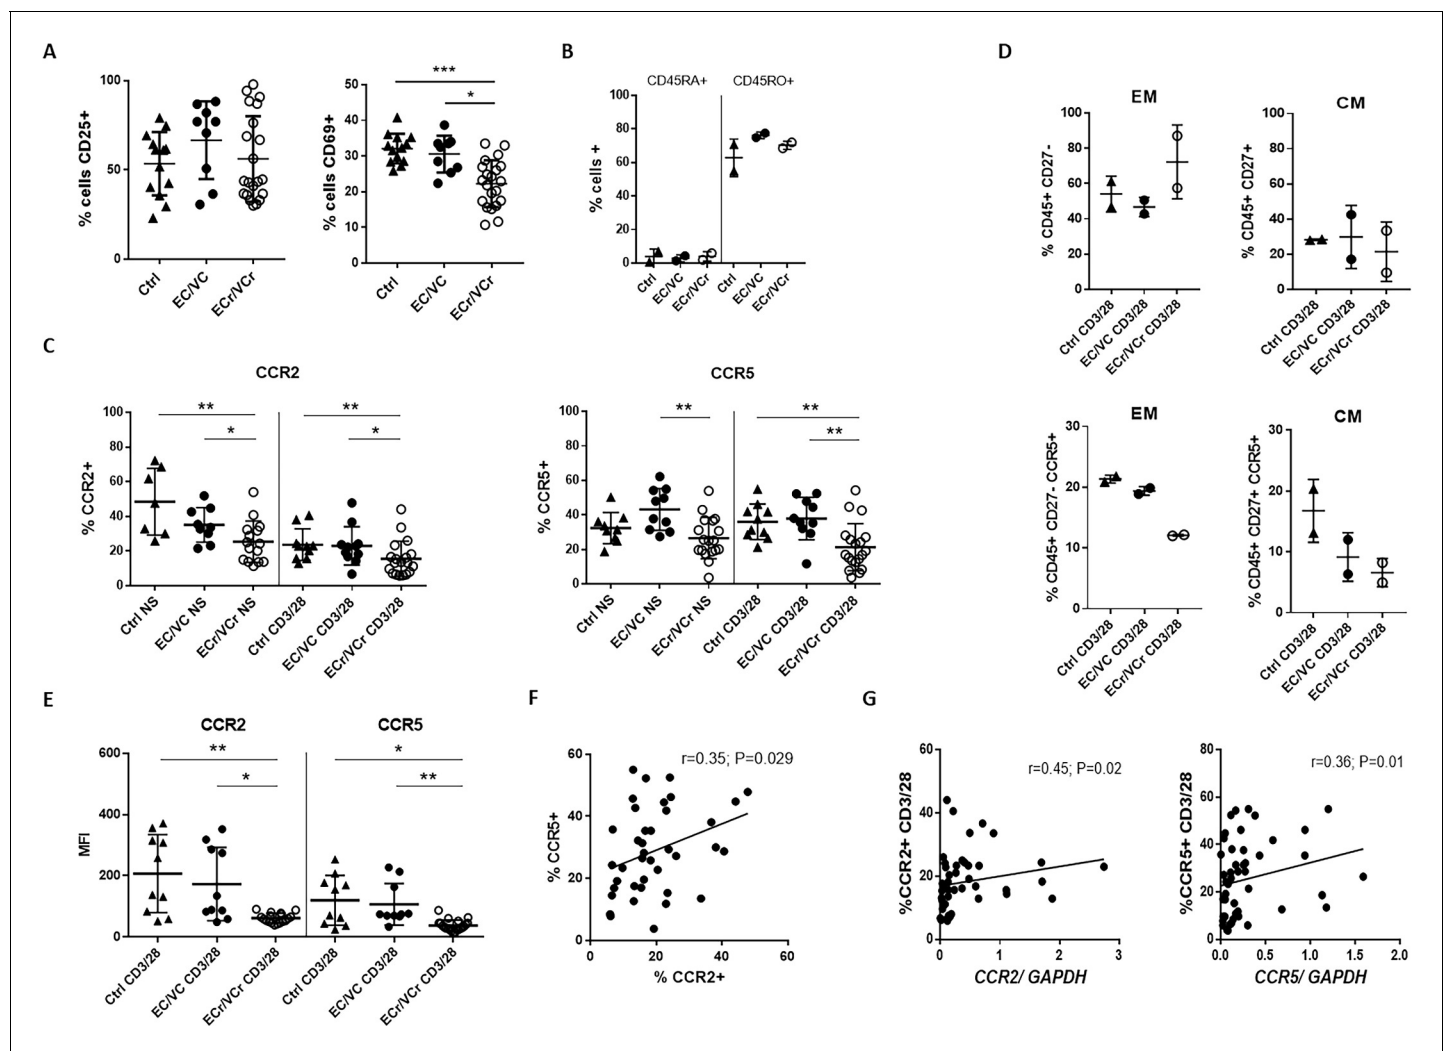 A
% cells CD25+
100
50
0
Ctrl
EC/VC
ECr/VCr
% cells CD69+
50
40
30
20
10
0
***
*
Ctrl
EC/VC
ECr/VCr
B
CD45RA+ CD45RO+
% cells +
100
80
60
40
20
0
Ctrl
EC/VC
ECr/VCr
Ctrl
EC/VC
ECr/VCr
C
CCR2
% CCR2+
100
80
60
40
20
0
** **
* *
Ctrl NS
EC/VC NS
ECr/VCr NS
Ctrl CD3/28
EC/VC CD3/28
ECr/VCr CD3/28
CCR5
% CCR5+
100
80
60
40
20
0
** **
**
Ctrl NS
EC/VC NS
ECr/VCr NS
Ctrl CD3/28
EC/VC CD3/28
ECr/VCr CD3/28
D
EM
% CD45+ CD27-
100
80
60
40
20
0
Ctrl CD3/28
EC/VC CD3/28
ECr/VCr CD3/28
CM
% CD45+ CD27+
100
80
60
40
20
0
Ctrl CD3/28
EC/VC CD3/28
ECr/VCr CD3/28
EM
% CD45+ CD27- CCR5+
30
20
10
0
Ctrl CD3/28
EC/VC CD3/28
ECr/VCr CD3/28
CM
% CD45+ CD27+ CCR5+
30
20
10
0
Ctrl CD3/28
EC/VC CD3/28
ECr/VCr CD3/28
E
CCR2 CCR5
MFI
600
400
200
0
** *
* **
Ctrl CD3/28
EC/VC CD3/28
ECr/VCr CD3/28
Ctrl CD3/28
EC/VC CD3/28
ECr/VCr CD3/28
F
r=0.35; P=0.029
% CCR5+
60
40
20
0
0 20 40 60
% CCR2+
G
r=0.45; P=0.02
%CCR2+ CD3/28
60
40
20
0
0 1 2 3
CCR2/ GAPDH
r=0.36; P=0.01
%CCR5+ CD3/28
80
60
40
20
0
0.0 0.5 1.0 1.5 2.0
CCR5/ GAPDH